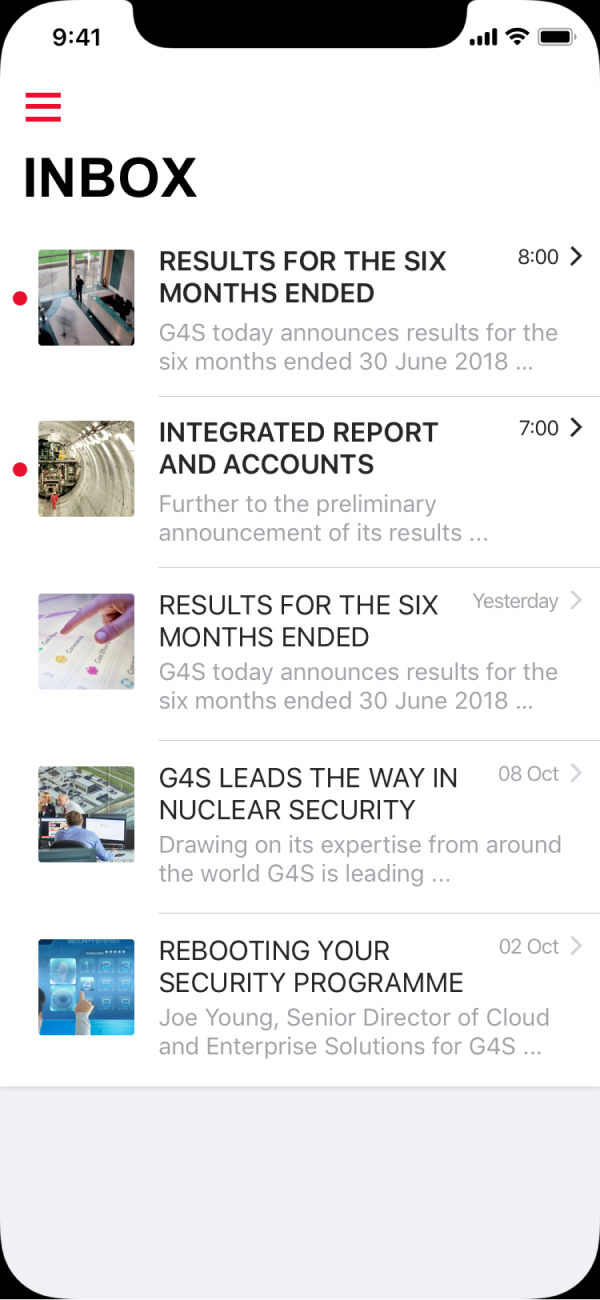 9:41
INBOX
RESULTS FOR THE SIX
MONTHS ENDED
8:00
G4S today announces results for the
six months ended 30 June 2018 ...
INTEGRATED REPORT
AND ACCOUNTS
7:00
Further to the preliminary
announcement of its results ...
RESULTS FOR THE SIX
MONTHS ENDED
Yesterday
G4S today announces results for the
six months ended 30 June 2018 ...
G4S LEADS THE WAY IN
NUCLEAR SECURITY
08 Oct
Drawing on its expertise from around
the world G4S is leading ...
REBOOTING YOUR
SECURITY PROGRAMME
02 Oct
Joe Young, Senior Director of Cloud
and Enterprise Solutions for G4S ...